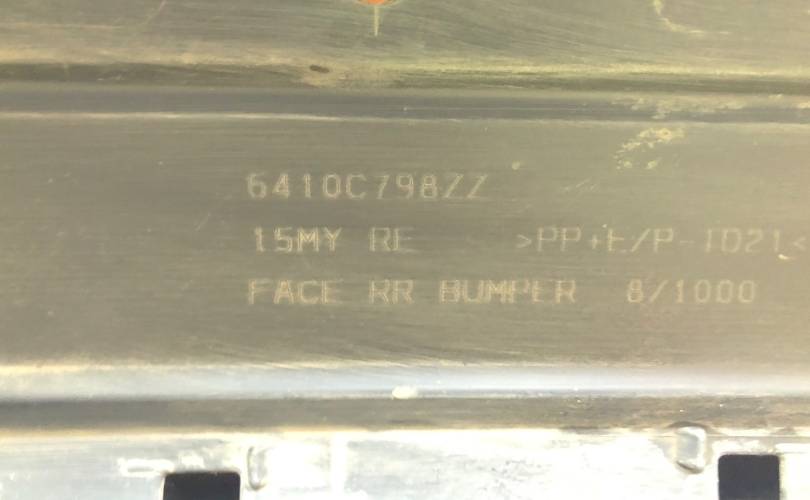 6410C798ZZ
15MY RE >PP+E/P-TD21<
FACE RR BUMPER 8/1000